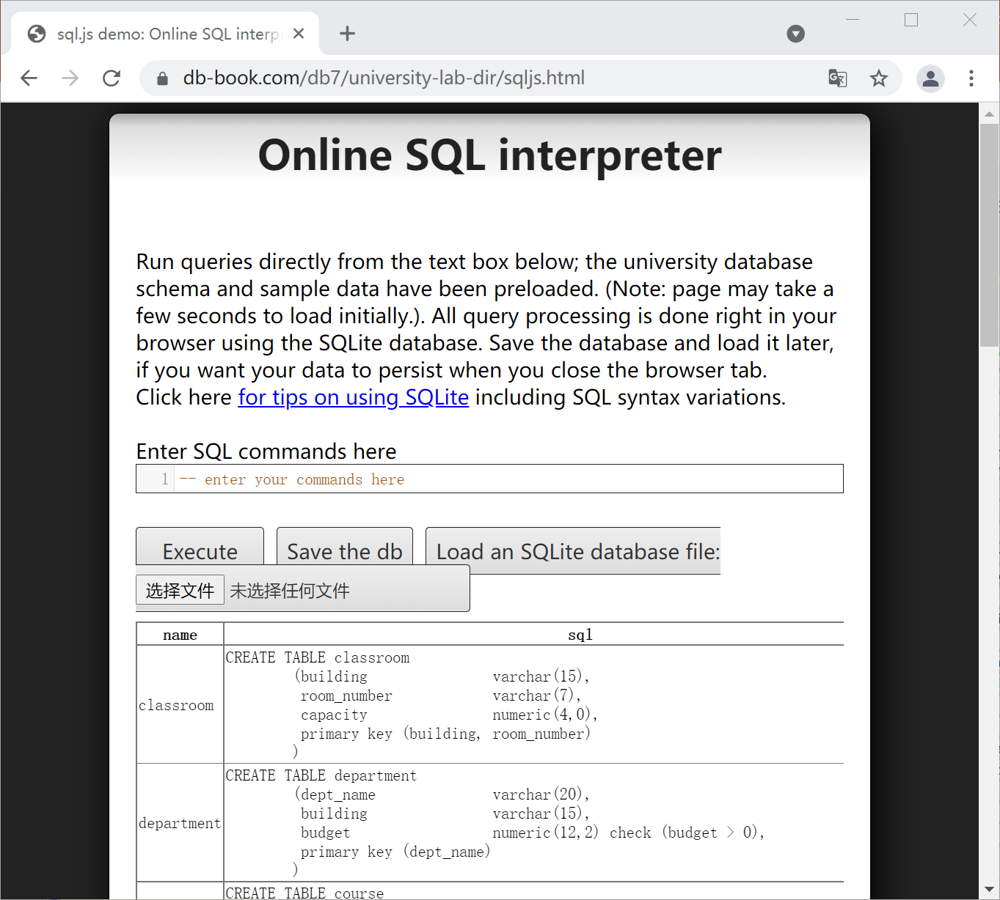 sql.js demo: Online SQL interp
db-book.com/db7/university-lab-dir/sqljs.html
Online SQL interpreter
Run queries directly from the text box below; the university database
schema and sample data have been preloaded. (Note: page may take a
few seconds to load initially.). All query processing is done right in your
browser using the SQLite database. Save the database and load it later,
if you want your data to persist when you close the browser tab.
Click here for tips on using SQLite including SQL syntax variations.
Enter SQL commands here
1 -- enter your commands here
Execute Save the db Load an SQLite database file:
选择文件 未选择任何文件
name sql
CREATE TABLE classroom
(building varchar(15),
room_number varchar(7),
classroom
capacity numeric(4,0),
primary key (building, room_number)
)
CREATE TABLE department
(dept_name varchar(20),
building varchar(15),
department
budget numeric(12,2) check (budget > 0),
primary key (dept_name)
)
CREATE TABLE course